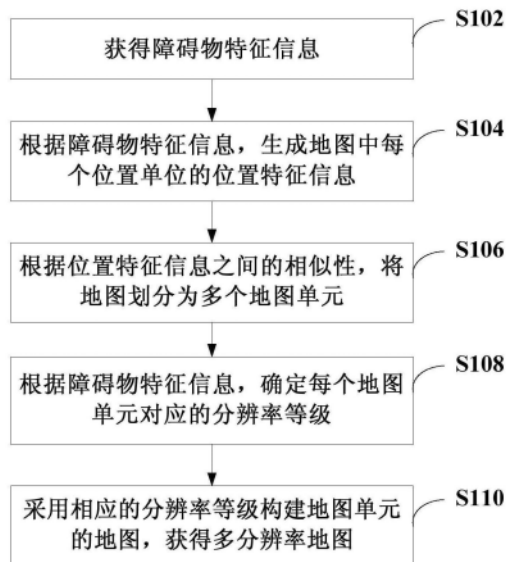 S102
获得障碍物特征信息
S104
根据障碍物特征信息，生成地图中每
个位置单位的位置特征信息
S106
根据位置特征信息之间的相似性，将
地图划分为多个地图单元
S108
根据障碍物特征信息，确定每个地图
单元对应的分辨率等级
S110
采用相应的分辨率等级构建地图单元
的地图，获得多分辨率地图